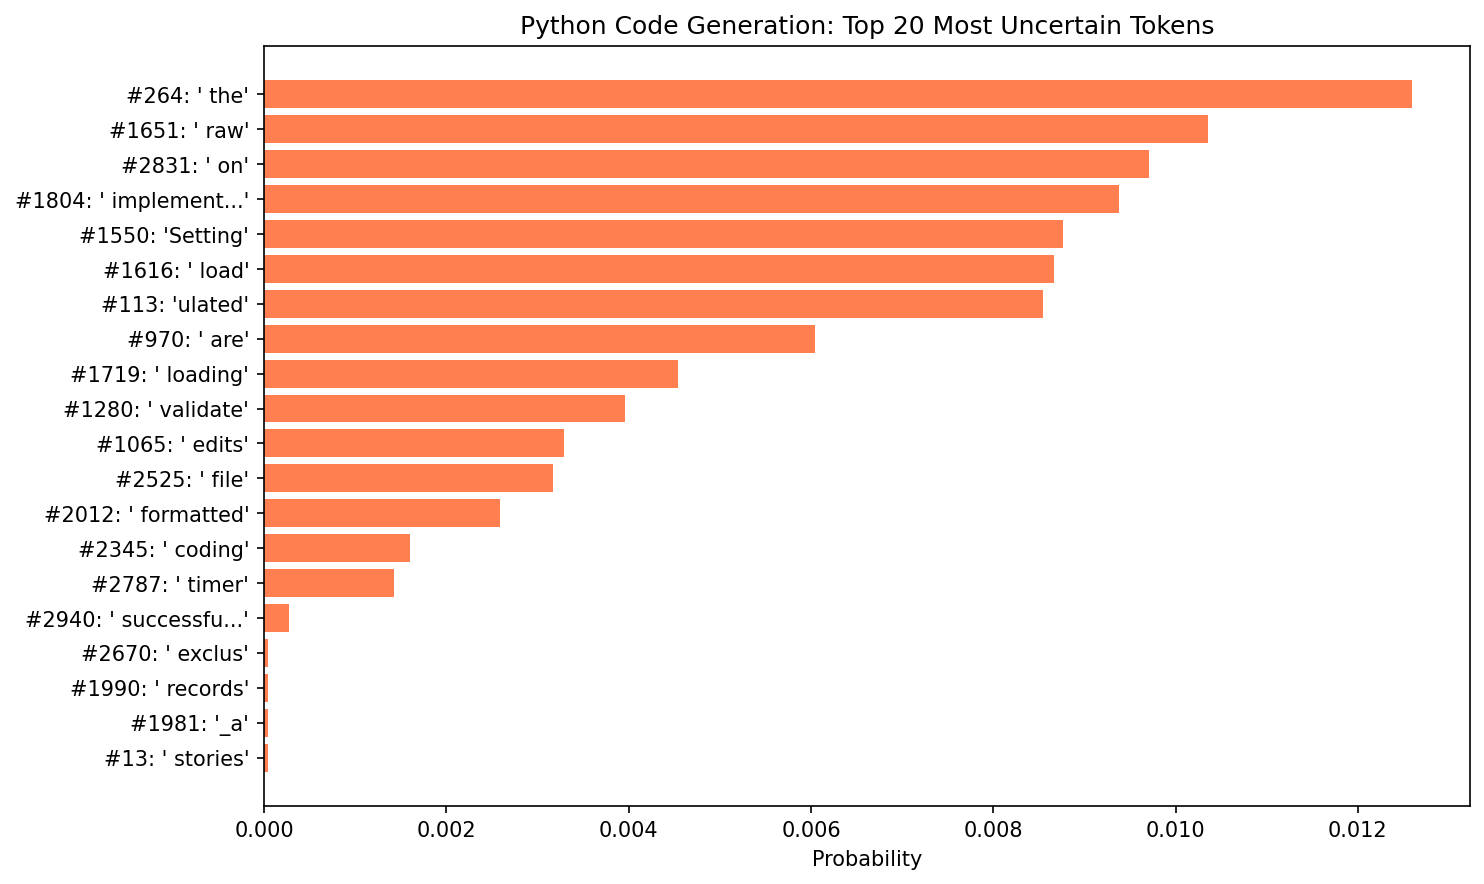 Python Code Generation: Top 20 Most Uncertain Tokens
#264: ' the'
#1651: ' raw'
#2831: ' on'
#1804: ' implement...'
#1550: 'Setting'
#1616: ' load'
#113: 'ulated'
#970: ' are'
#1719: ' loading'
#1280: ' validate'
#1065: ' edits'
#2525: ' file'
#2012: ' formatted'
#2345: ' coding'
#2787: ' timer'
#2940: ' successfu...'
#2670: ' exclus'
#1990: ' records'
#1981: '_a'
#13: ' stories'
0.000 0.002 0.004 0.006 0.008 0.010 0.012
Probability